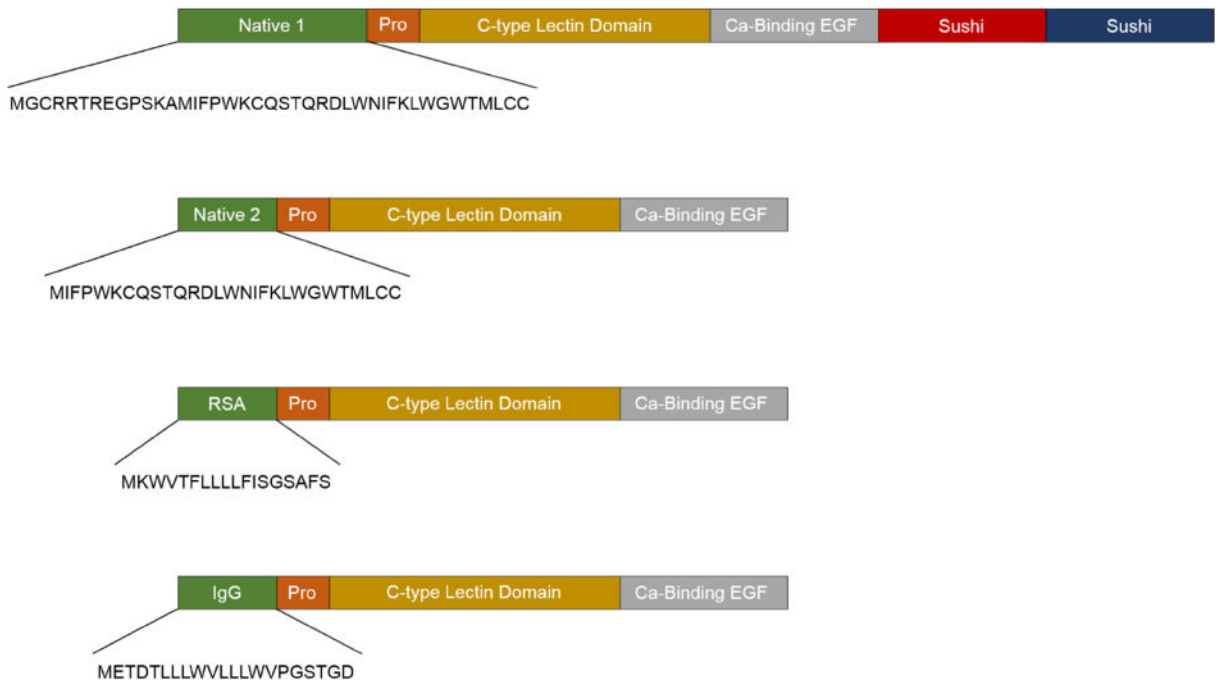 Native 1 Pro C-type Lectin Domain Ca-Binding EGF Sushi Sushi
MGCRRTREGPSKAMIFPWKCQSTQRDLWNIFKLWGWTMLCC
Native 2 Pro C-type Lectin Domain Ca-Binding EGF
MIFPWKCQSTQRDLWNIFKLWGWTMLCC
RSA Pro C-type Lectin Domain Ca-Binding EGF
MKWVTFLLLLFISGSAFS
IgG Pro C-type Lectin Domain Ca-Binding EGF
METDTLLLWVLLLWVPGSTGD